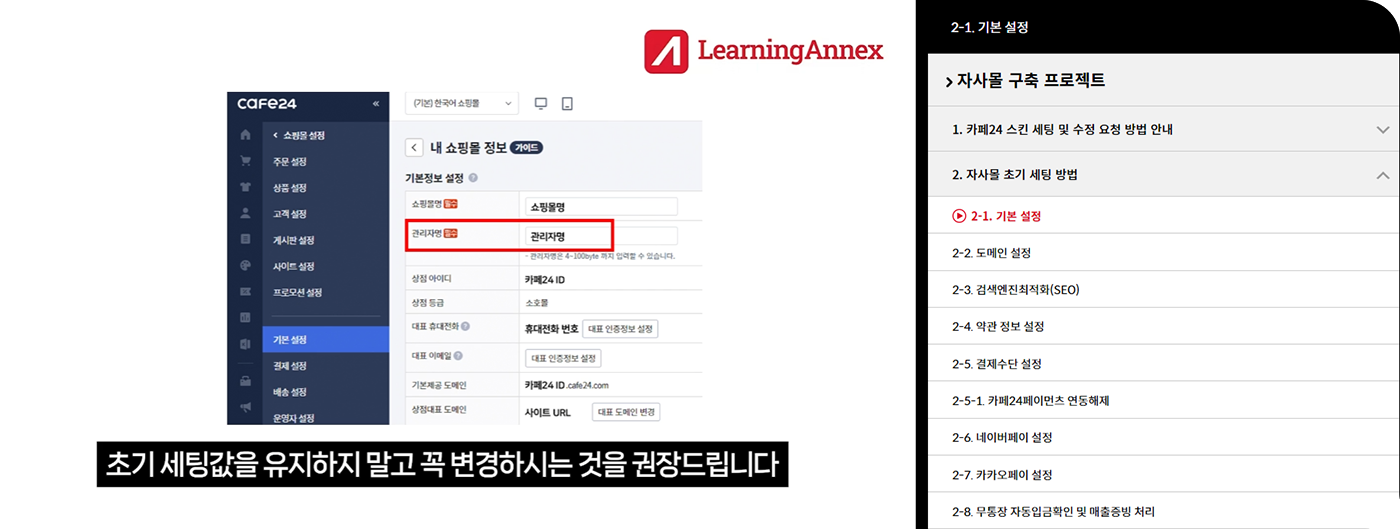 LearningAnnex
cafe24
«
(기본) 한국어 쇼핑몰
쇼핑몰 설정
주문 설정
상품 설정
고객 설정
게시판 설정
사이트 설정
프로모션 설정
기본 설정
결제 설정
배송 설정
운영자 설정
내 쇼핑몰 정보 가이드
기본정보 설정 ?
쇼핑몰명 필수 쇼핑몰명
관리자명 필수 관리자명
- 관리자명은 4~100byte 까지 입력할 수 있습니다.
상점 아이디 카페24 ID
상점 등급 소호몰
대표 휴대전화 ? 휴대전화 번호 대표 인증정보 설정
대표 이메일 ? 대표 인증정보 설정
기본제공 도메인 카페24 ID.cafe24.com
상점대표 도메인 사이트 URL 대표 도메인 변경
초기 세팅값을 유지하지 말고 꼭 변경하시는 것을 권장드립니다
2-1. 기본 설정
자사몰 구축 프로젝트
1. 카페24 스킨 세팅 및 수정 요청 방법 안내
2. 자사몰 초기 세팅 방법
2-1. 기본 설정
2-2. 도메인 설정
2-3. 검색엔진최적화(SEO)
2-4. 약관 정보 설정
2-5. 결제수단 설정
2-5-1. 카페24페이먼츠 연동해제
2-6. 네이버페이 설정
2-7. 카카오페이 설정
2-8. 무통장 자동입금확인 및 매출증빙 처리